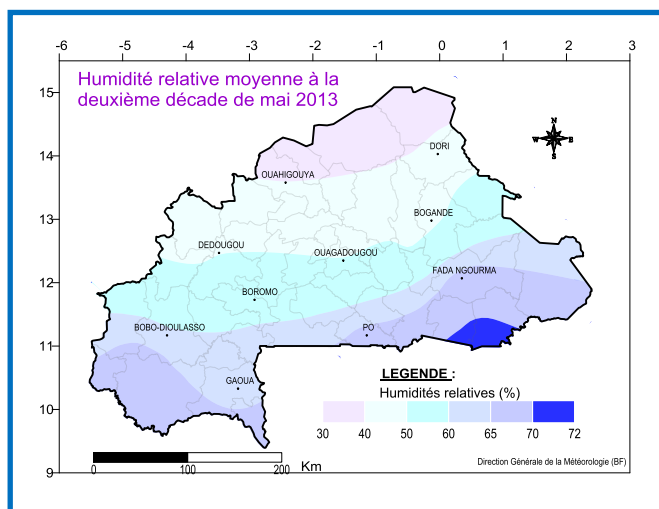 -6 -5 -4 -3 -2 -1 0 1 2 3
Humidité relative moyenne à la
deuxième décade de mai 2013
15
N
W E
S
14
DORI
OUAHIGOUYA
13
BOGANDE
DEDOUGOU
OUAGADOUGOU
12
FADA NGOURMA
BOROMO
BOBO-DIOULASSO
PO
11
LEGENDE :
GAOUA
Humidités relatives (%)
10
30 40 50 60 65 70 72
9
0 100 200 Km
Direction Générale de la Météorologie (BF)